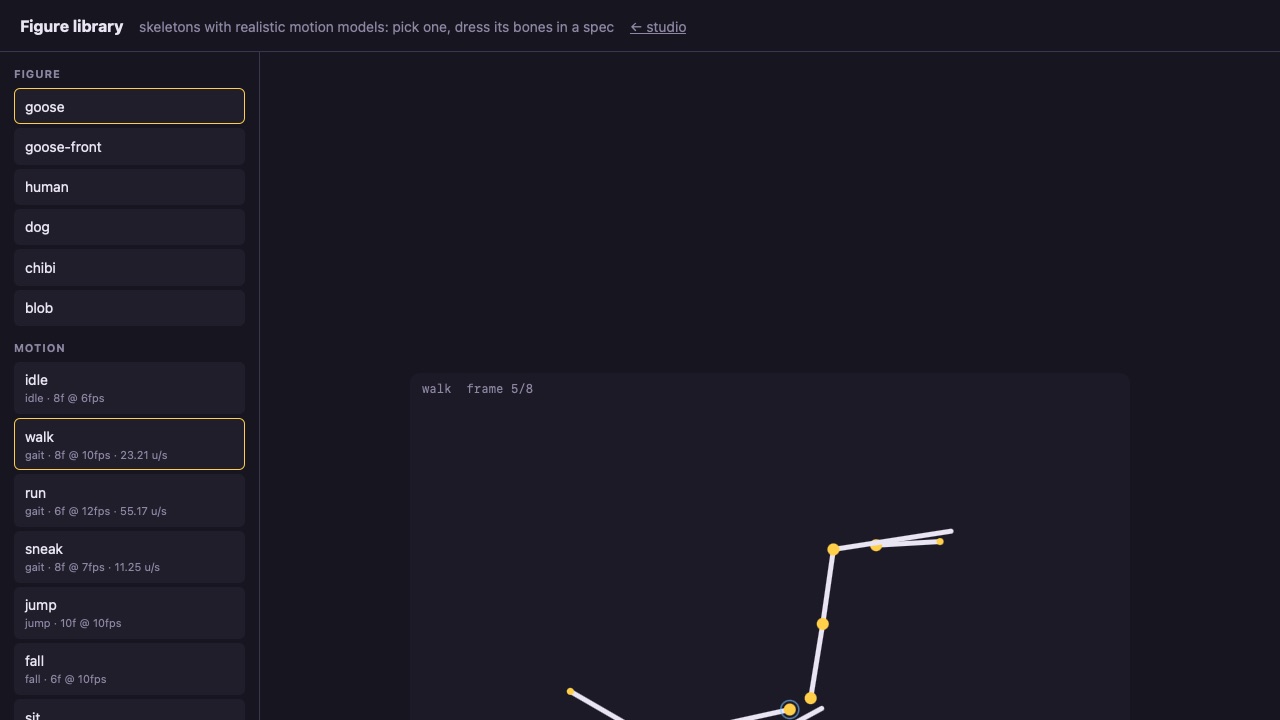 Figure library skeletons with realistic motion models: pick one, dress its bones in a spec ← studio
FIGURE
goose
goose-front
human
dog
chibi
blob
MOTION
idle
idle · 8f @ 6fps
walk
gait · 8f @ 10fps · 23.21 u/s
run
gait · 6f @ 12fps · 55.17 u/s
sneak
gait · 8f @ 7fps · 11.25 u/s
jump
jump · 10f @ 10fps
fall
fall · 6f @ 10fps
sit
walk frame 5/8